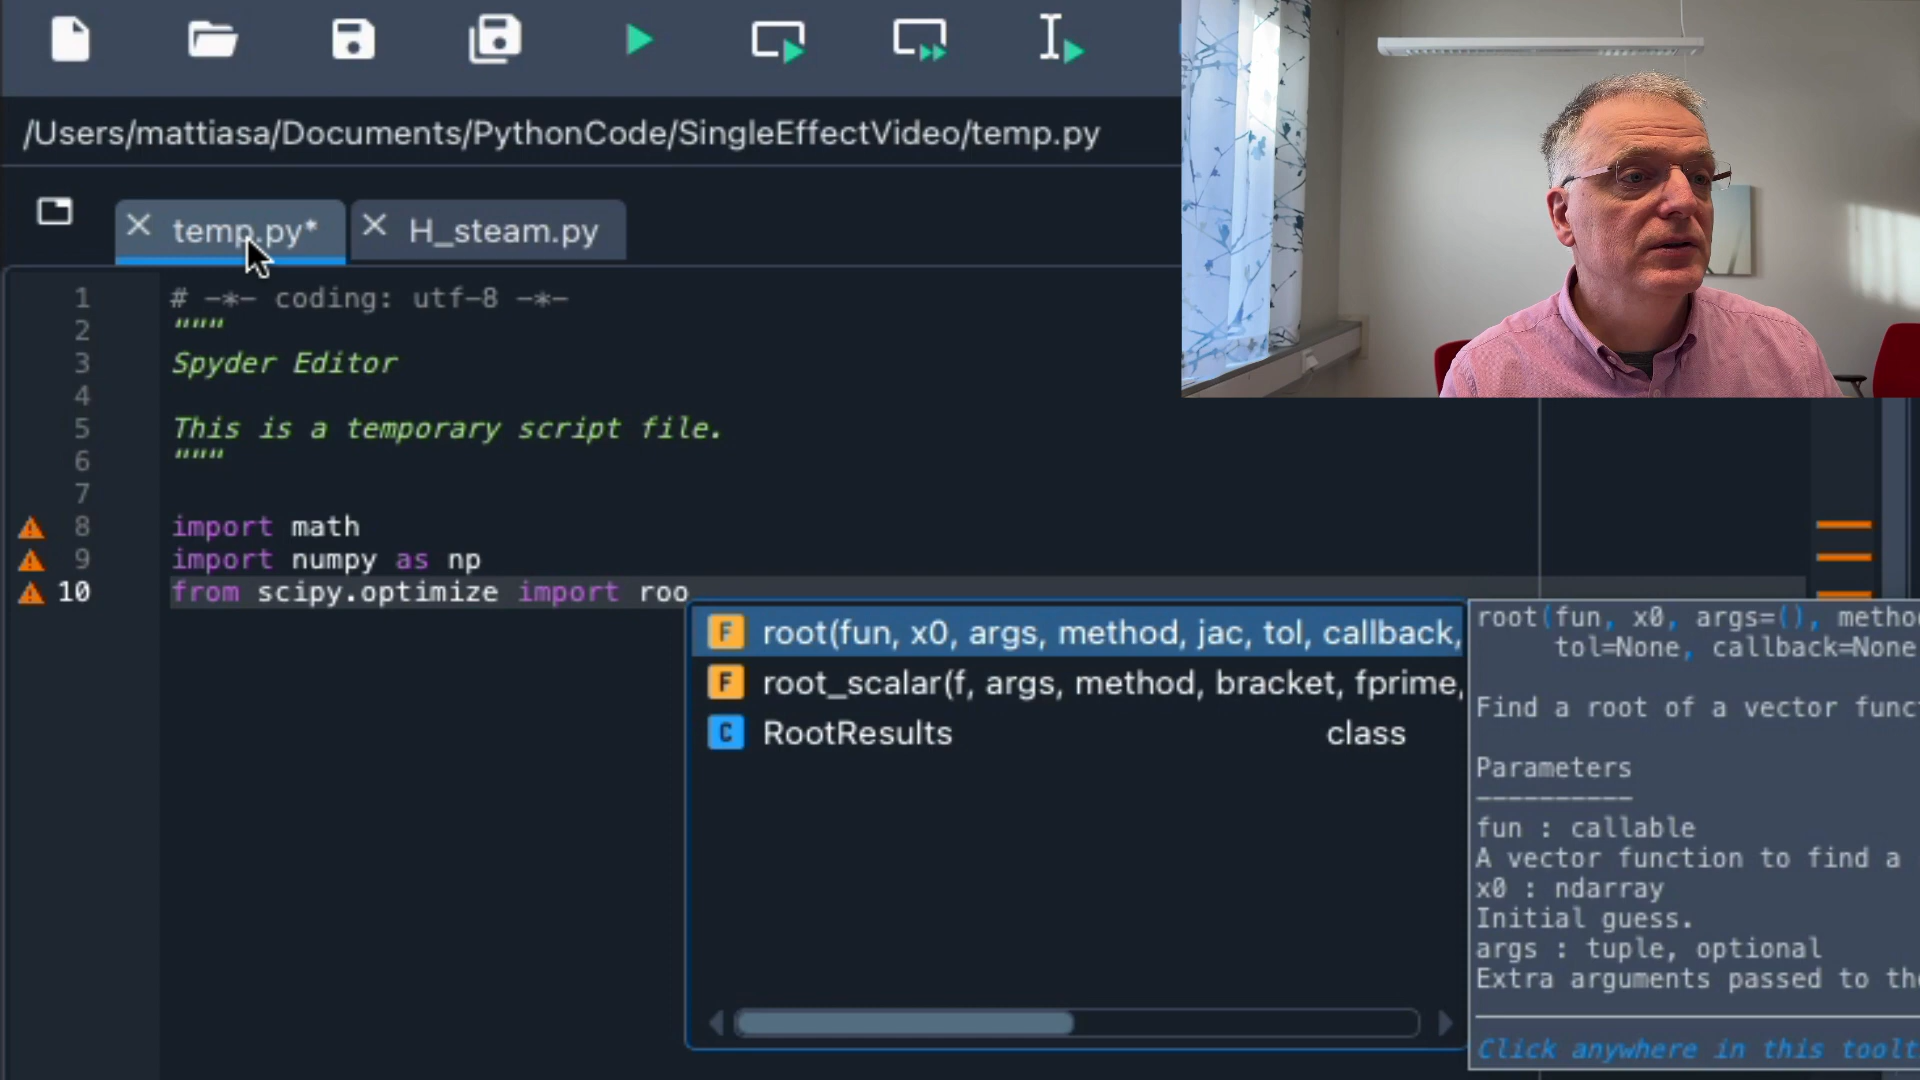 /Users/mattiasa/Documents/PythonCode/SingleEffectVideo/temp.py
temp.py*
H_steam.py
1 # -*- coding: utf-8 -*-
2 """
3 Spyder Editor
4
5 This is a temporary script file.
6 """
7
8 import math
9 import numpy as np
10 from scipy.optimize import roo
F root(fun, x0, args, method, jac, tol, callback,
F root_scalar(f, args, method, bracket, fprime,
C RootResults class
root(fun, x0, args=(), metho
tol=None, callback=None
Find a root of a vector func
Parameters
----------
fun : callable
A vector function to find a
x0 : ndarray
Initial guess.
args : tuple, optional
Extra arguments passed to the
Click anywhere in this toolt